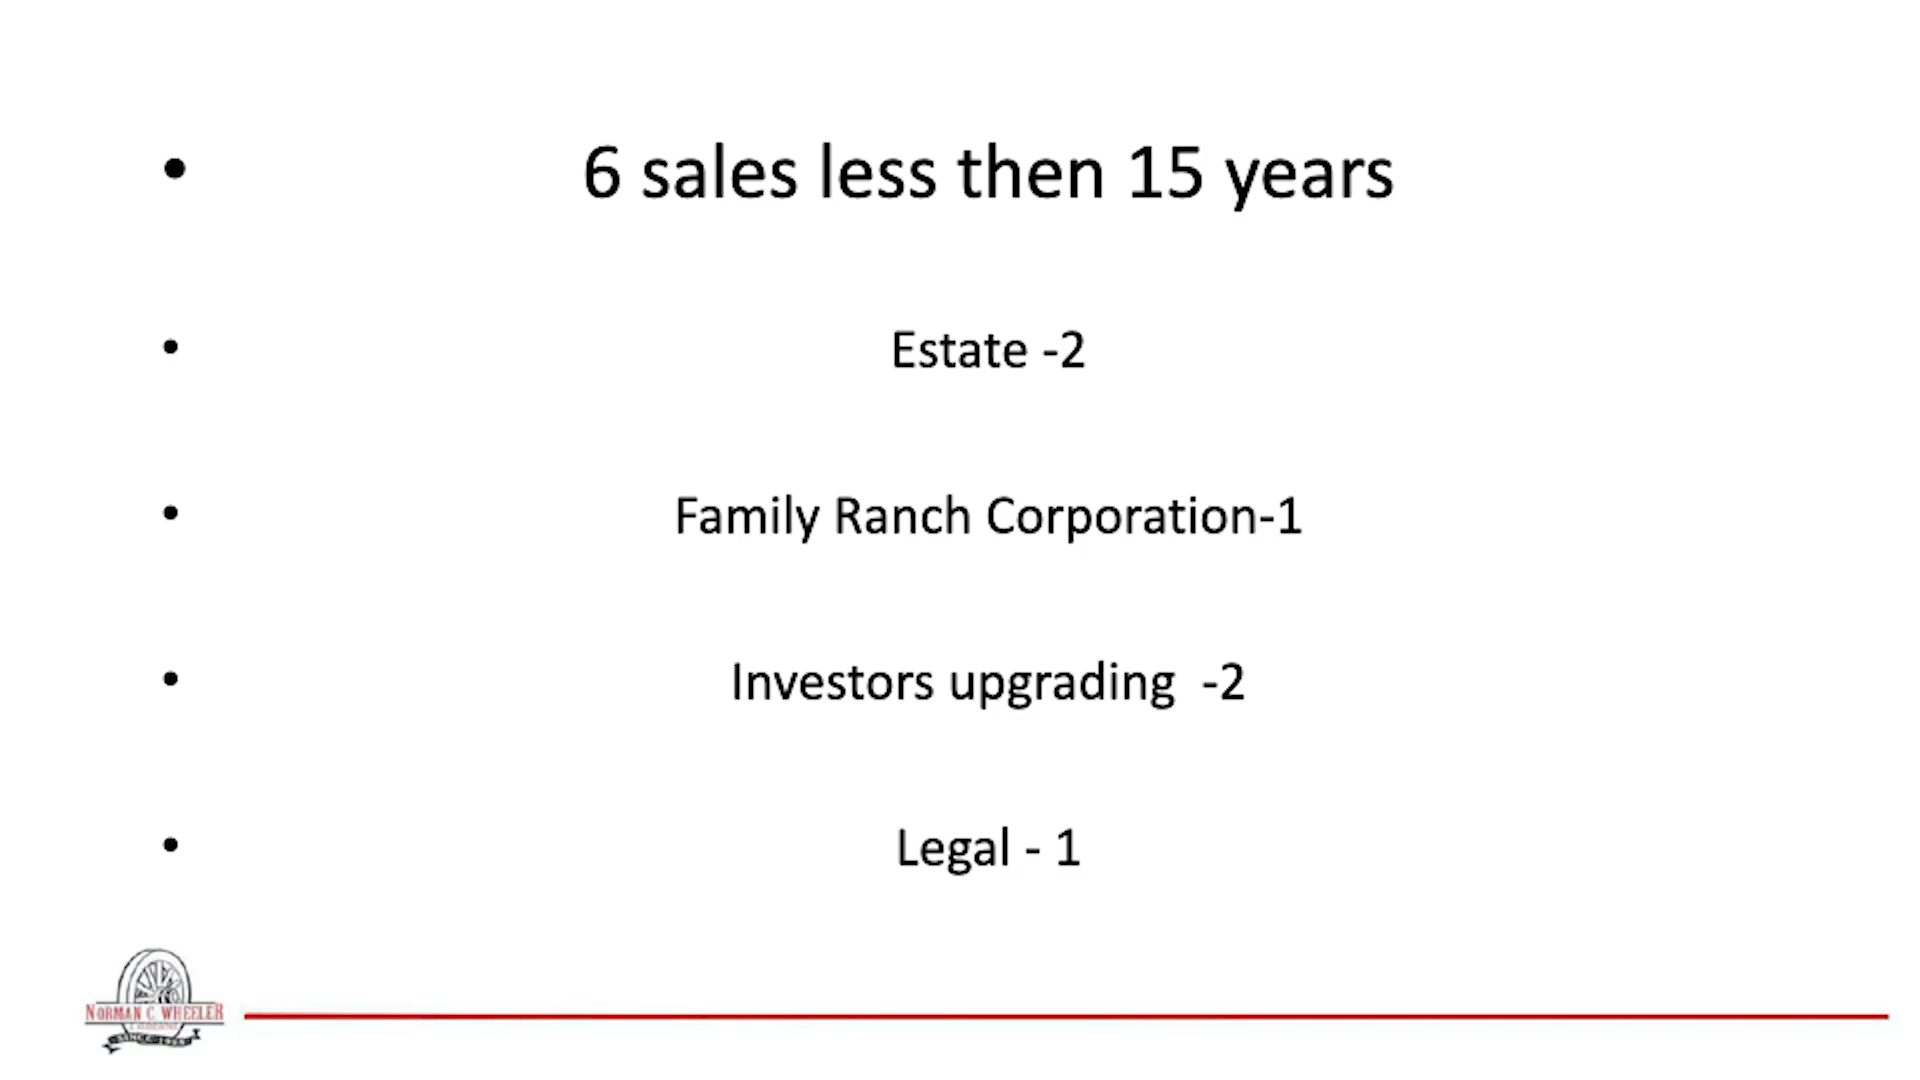 • 6 sales less then 15 years
• Estate -2
• Family Ranch Corporation-1
• Investors upgrading  -2
• Legal - 1
NORMAN C. WHEELER